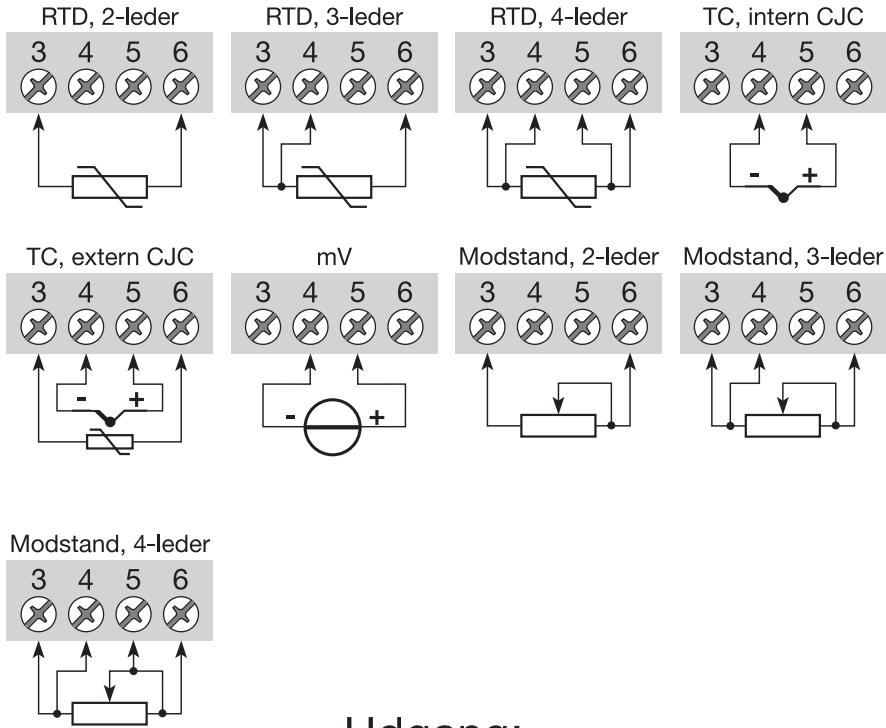 RTD, 2-leder
3 4 5 6
RTD, 3-leder
3 4 5 6
RTD, 4-leder
3 4 5 6
TC, intern CJC
3 4 5 6
- +
TC, extern CJC
3 4 5 6
- +
mV
3 4 5 6
- +
Modstand, 2-leder
3 4 5 6
Modstand, 3-leder
3 4 5 6
Modstand, 4-leder
3 4 5 6
Udgang: